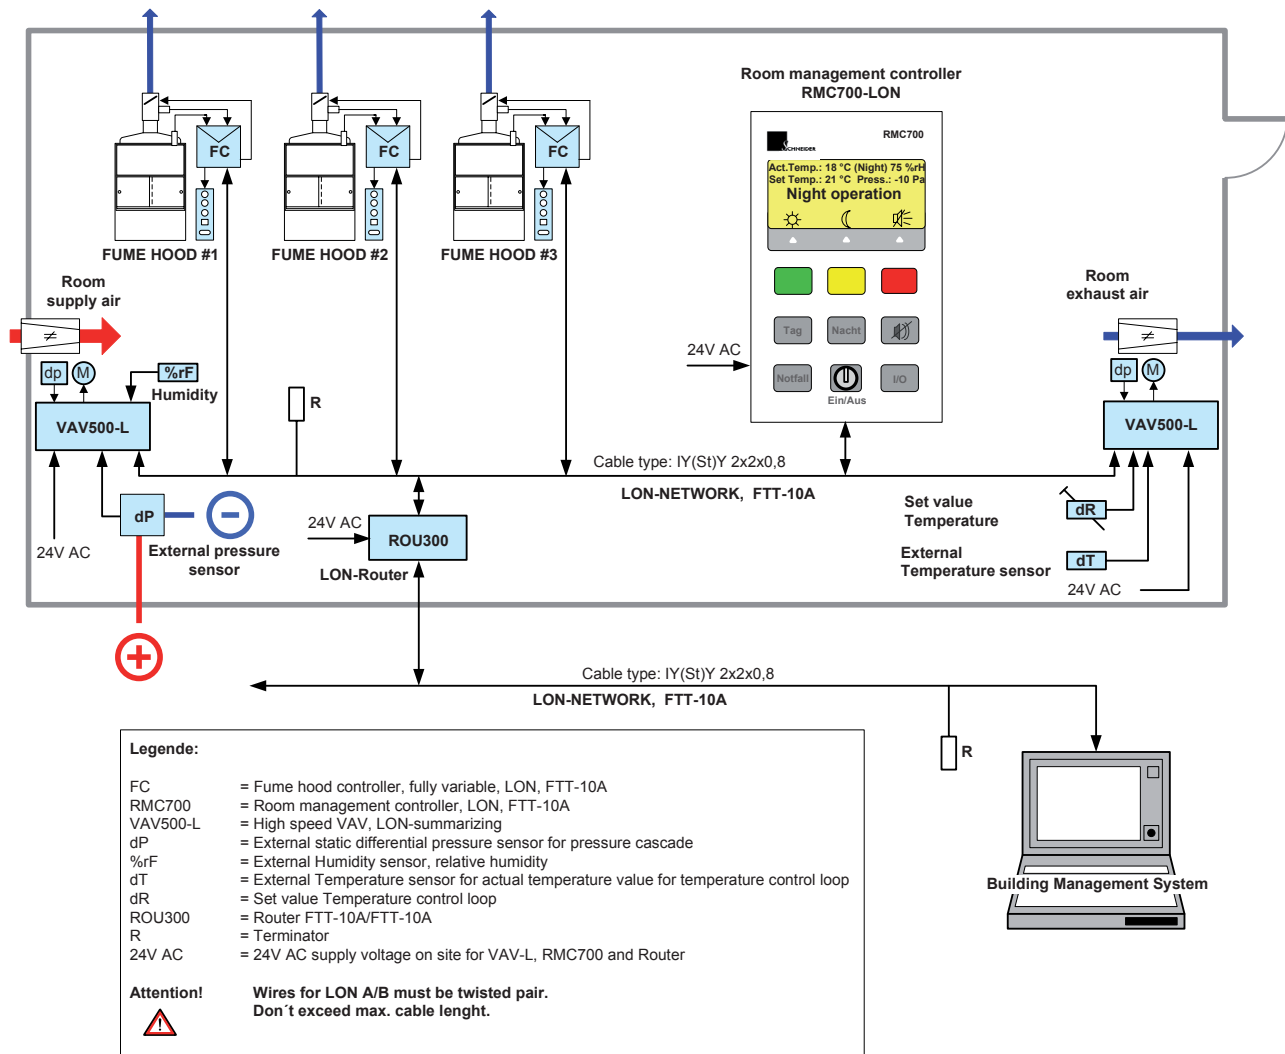 Room management controller
RMC700-LON
RMC700
SCHNEIDER
Act.Temp.: 18 °C (Night) 75 %rH
Set Temp.: 21 °C Press.: -10 Pa
Night operation
Tag
Nacht
Notfall
I/O
Ein/Aus
24V AC
FC
FC
FC
FUME HOOD #1
FUME HOOD #2
FUME HOOD #3
Room
supply air
≠
dp
M
%rF
Humidity
VAV500-L
24V AC
dP
External pressure
sensor
R
Room
exhaust air
≠
dp
M
VAV500-L
Cable type: IY(St)Y 2x2x0,8
LON-NETWORK, FTT-10A
Set value
Temperature
dR
External
Temperature sensor
dT
24V AC
24V AC
ROU300
LON-Router
Cable type: IY(St)Y 2x2x0,8
LON-NETWORK, FTT-10A
R
Building Management System
Legende:
FC = Fume hood controller, fully variable, LON, FTT-10A
RMC700 = Room management controller, LON, FTT-10A
VAV500-L = High speed VAV, LON-summarizing
dP = External static differential pressure sensor for pressure cascade
%rF = External Humidity sensor, relative humidity
dT = External Temperature sensor for actual temperature value for temperature control loop
dR = Set value Temperature control loop
ROU300 = Router FTT-10A/FTT-10A
R = Terminator
24V AC = 24V AC supply voltage on site for VAV-L, RMC700 and Router
Attention! Wires for LON A/B must be twisted pair.
Don´t exceed max. cable lenght.